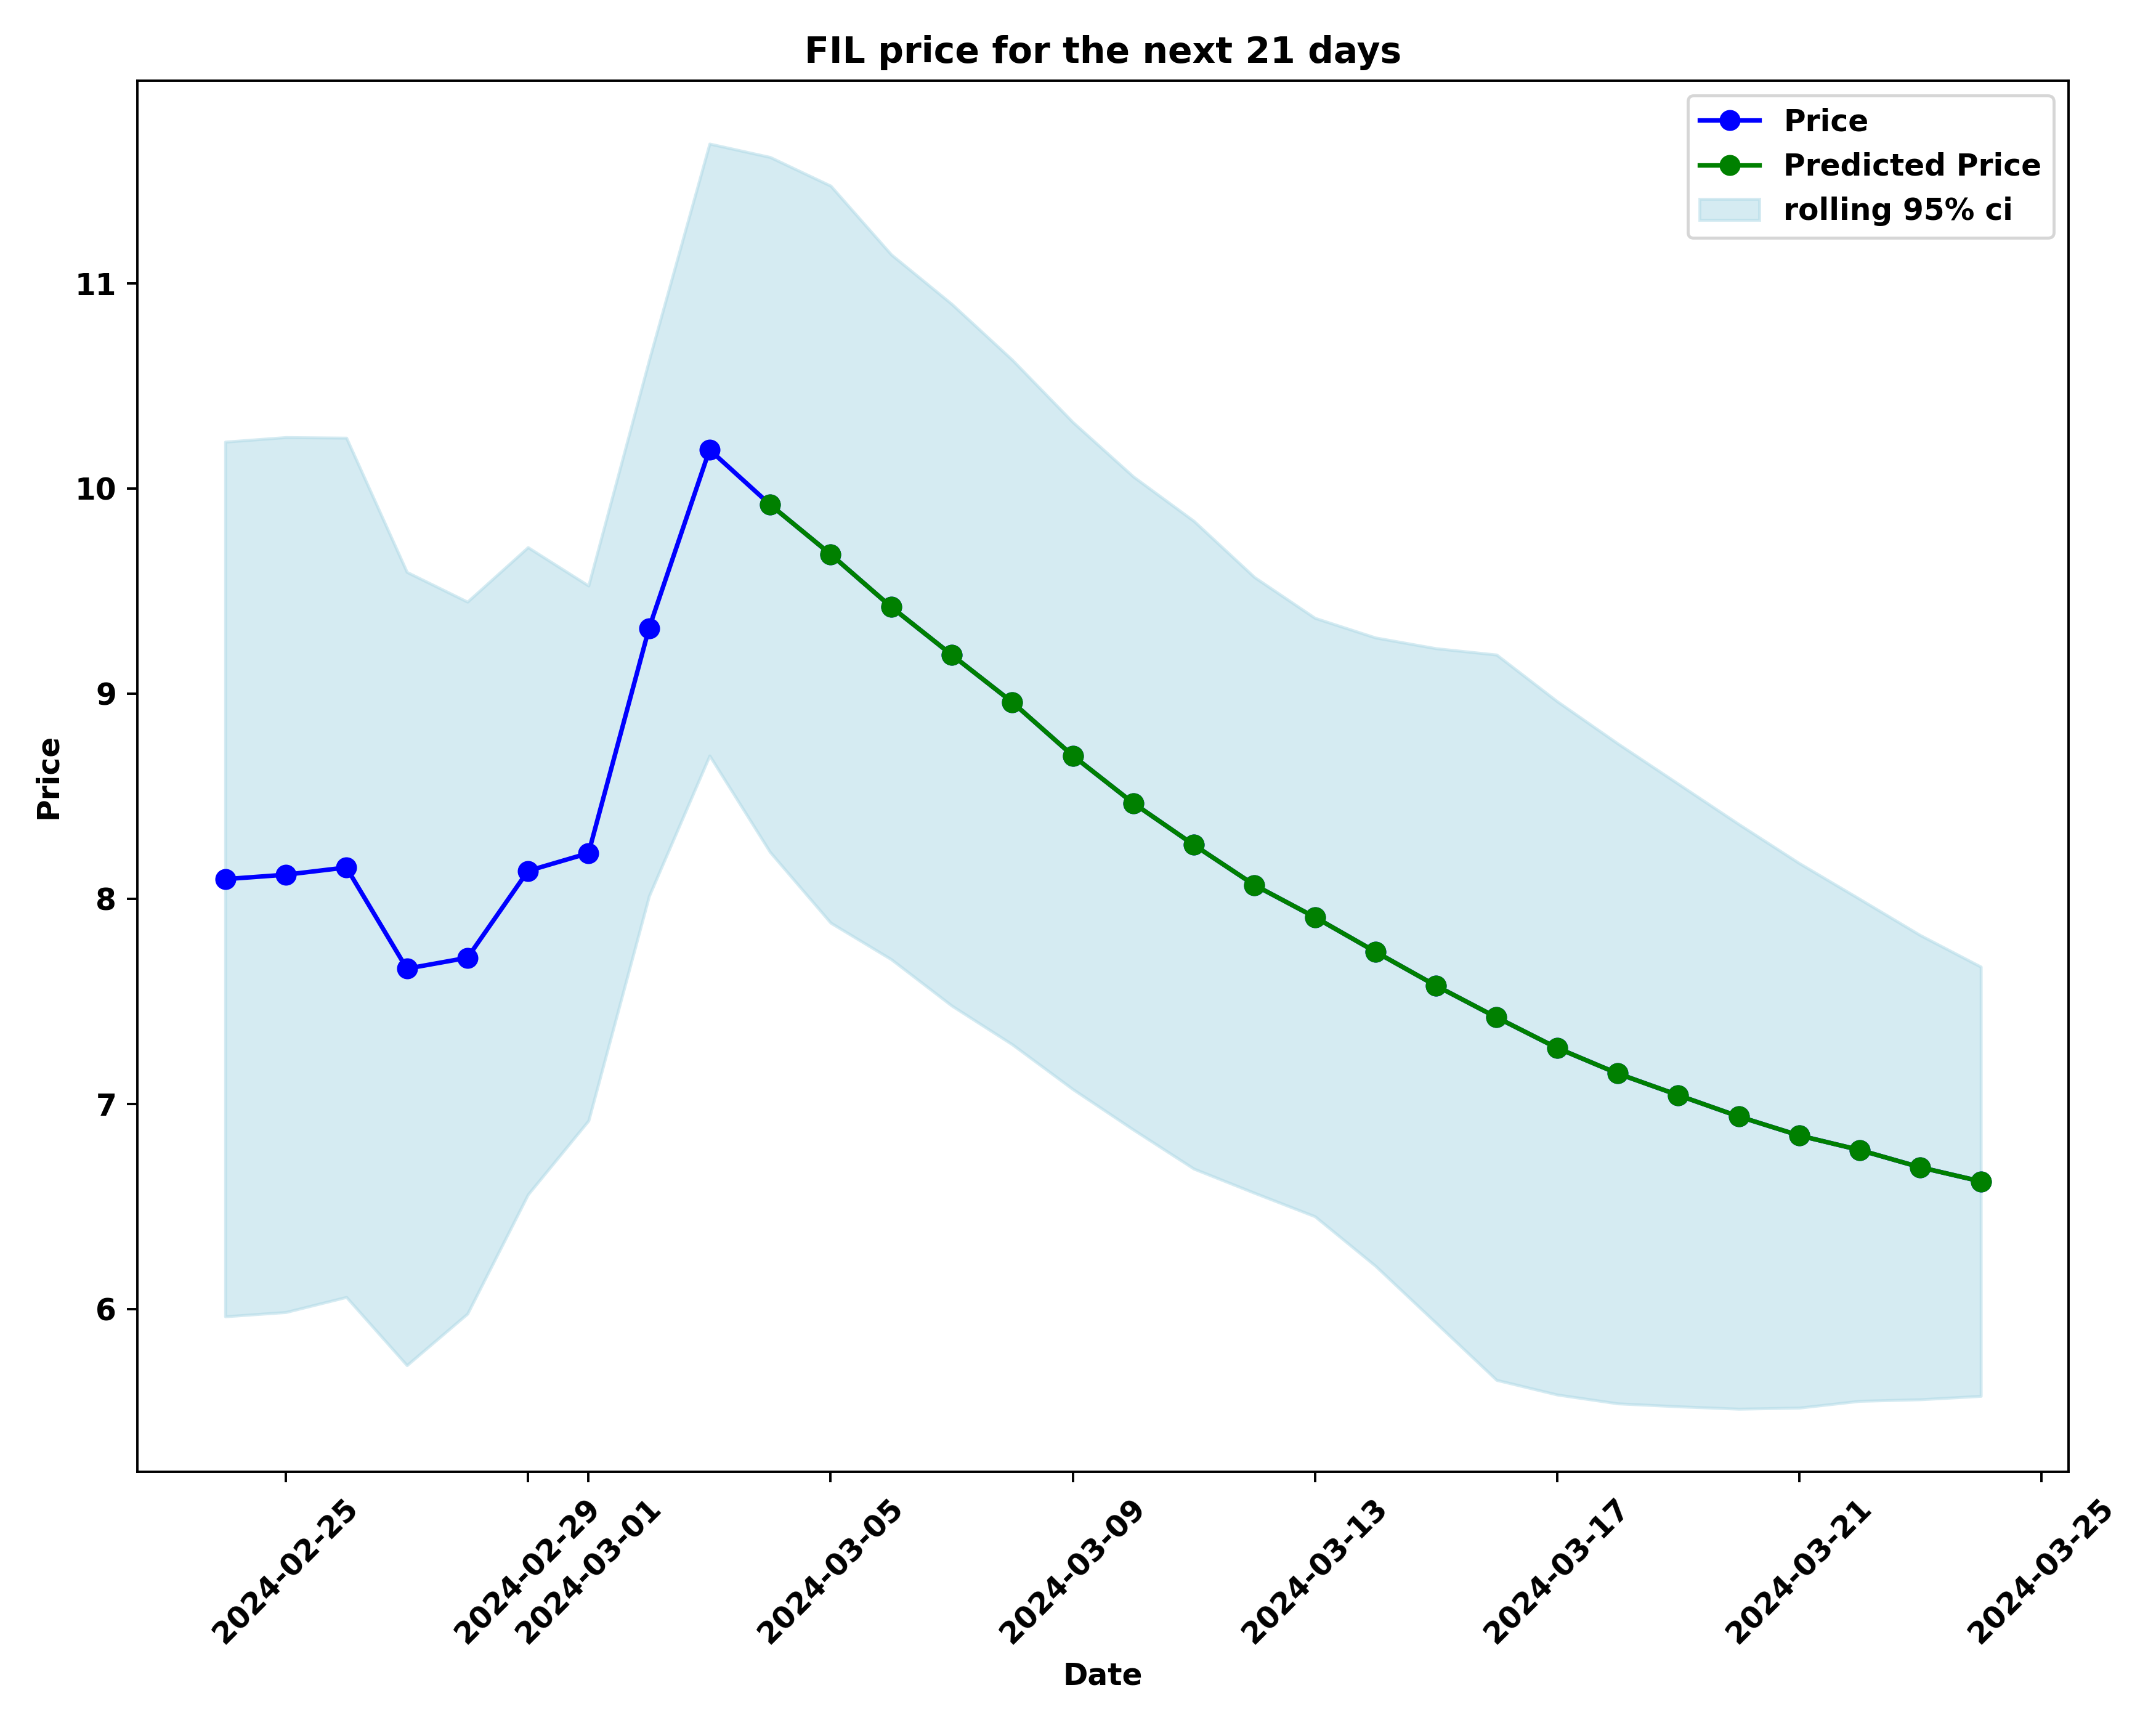 FIL price for the next 21 days
Price
Predicted Price
rolling 95% ci
11
10
9
8
7
6
Price
2024-02-25
2024-02-29
2024-03-01
2024-03-05
2024-03-09
2024-03-13
2024-03-17
2024-03-21
2024-03-25
Date